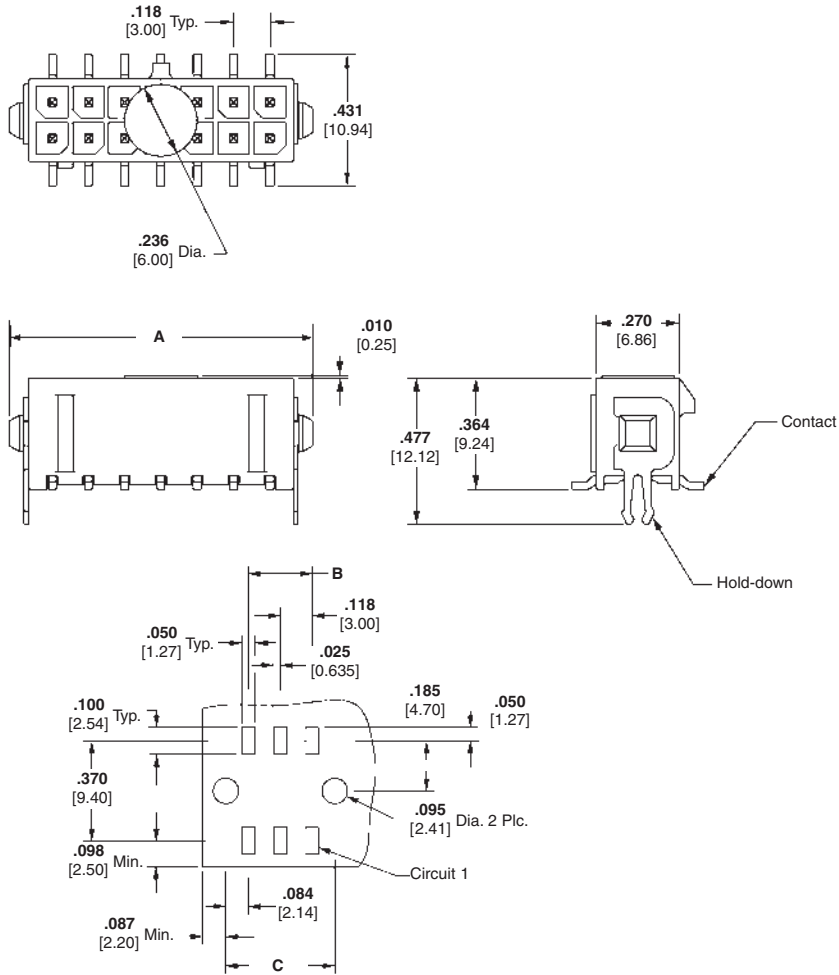 .118
[3.00] Typ.
.431
[10.94]
.236
[6.00] Dia.
A
.010
[0.25]
.270
[6.86]
.477
[12.12]
.364
[9.24]
Contact
Hold-down
B
.118
[3.00]
.050
[1.27] Typ.
.025
[0.635]
.100
[2.54] Typ.
.185
[4.70]
.050
[1.27]
.370
[9.40]
.095
[2.41] Dia. 2 Plc.
.098
[2.50] Min.
Circuit 1
.084
[2.14]
.087
[2.20] Min.
C